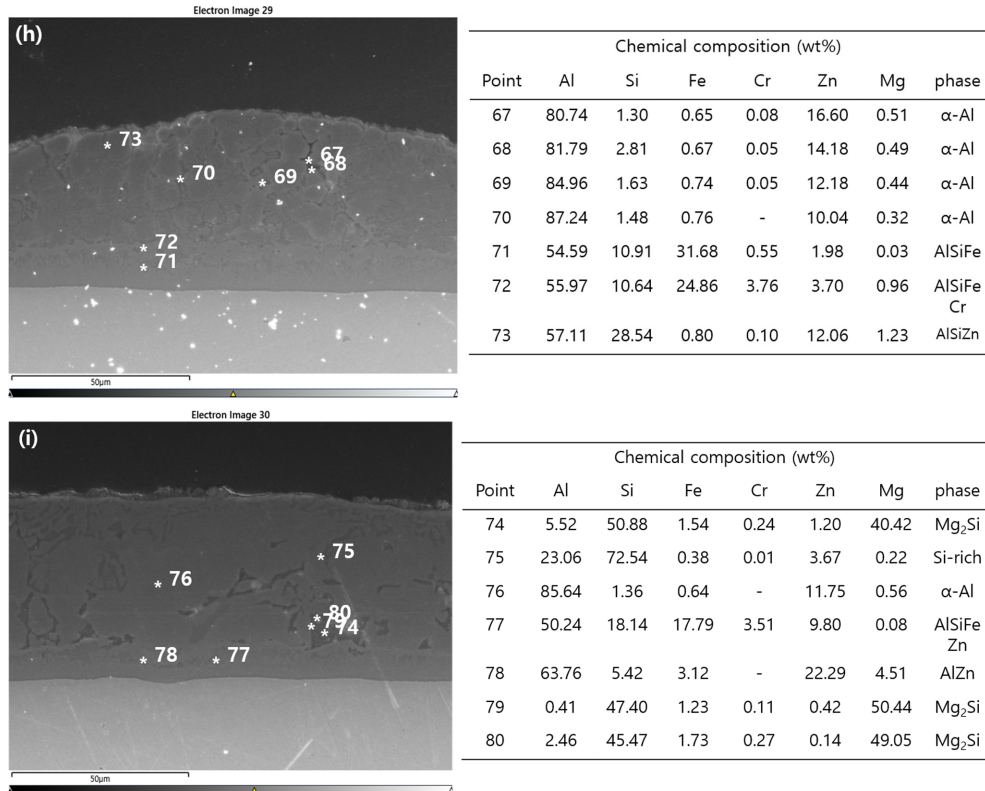 Electron Image 29
(h)
73
67
68
70
69
72
71
50μm
Chemical composition (wt%)
Point Al Si Fe Cr Zn Mg phase
67 80.74 1.30 0.65 0.08 16.60 0.51 α-Al
68 81.79 2.81 0.67 0.05 14.18 0.49 α-Al
69 84.96 1.63 0.74 0.05 12.18 0.44 α-Al
70 87.24 1.48 0.76 - 10.04 0.32 α-Al
71 54.59 10.91 31.68 0.55 1.98 0.03 AlSiFe
72 55.97 10.64 24.86 3.76 3.70 0.96 AlSiFe
Cr
73 57.11 28.54 0.80 0.10 12.06 1.23 AlSiZn
Electron Image 30
(i)
75
76
80
79
74
78
77
50μm
Chemical composition (wt%)
Point Al Si Fe Cr Zn Mg phase
74 5.52 50.88 1.54 0.24 1.20 40.42 Mg₂Si
75 23.06 72.54 0.38 0.01 3.67 0.22 Si-rich
76 85.64 1.36 0.64 - 11.75 0.56 α-Al
77 50.24 18.14 17.79 3.51 9.80 0.08 AlSiFe
Zn
78 63.76 5.42 3.12 - 22.29 4.51 AlZn
79 0.41 47.40 1.23 0.11 0.42 50.44 Mg₂Si
80 2.46 45.47 1.73 0.27 0.14 49.05 Mg₂Si